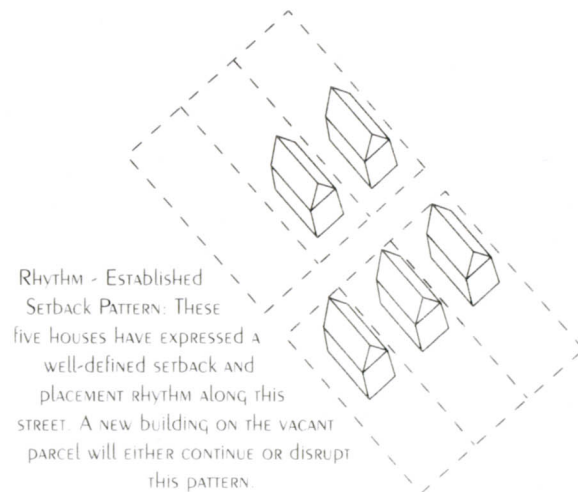 Rhythm - Established
Setback Pattern: These
five houses have expressed a
well-defined setback and
placement rhythm along this
street. A new building on the vacant
parcel will either continue or disrupt
this pattern.